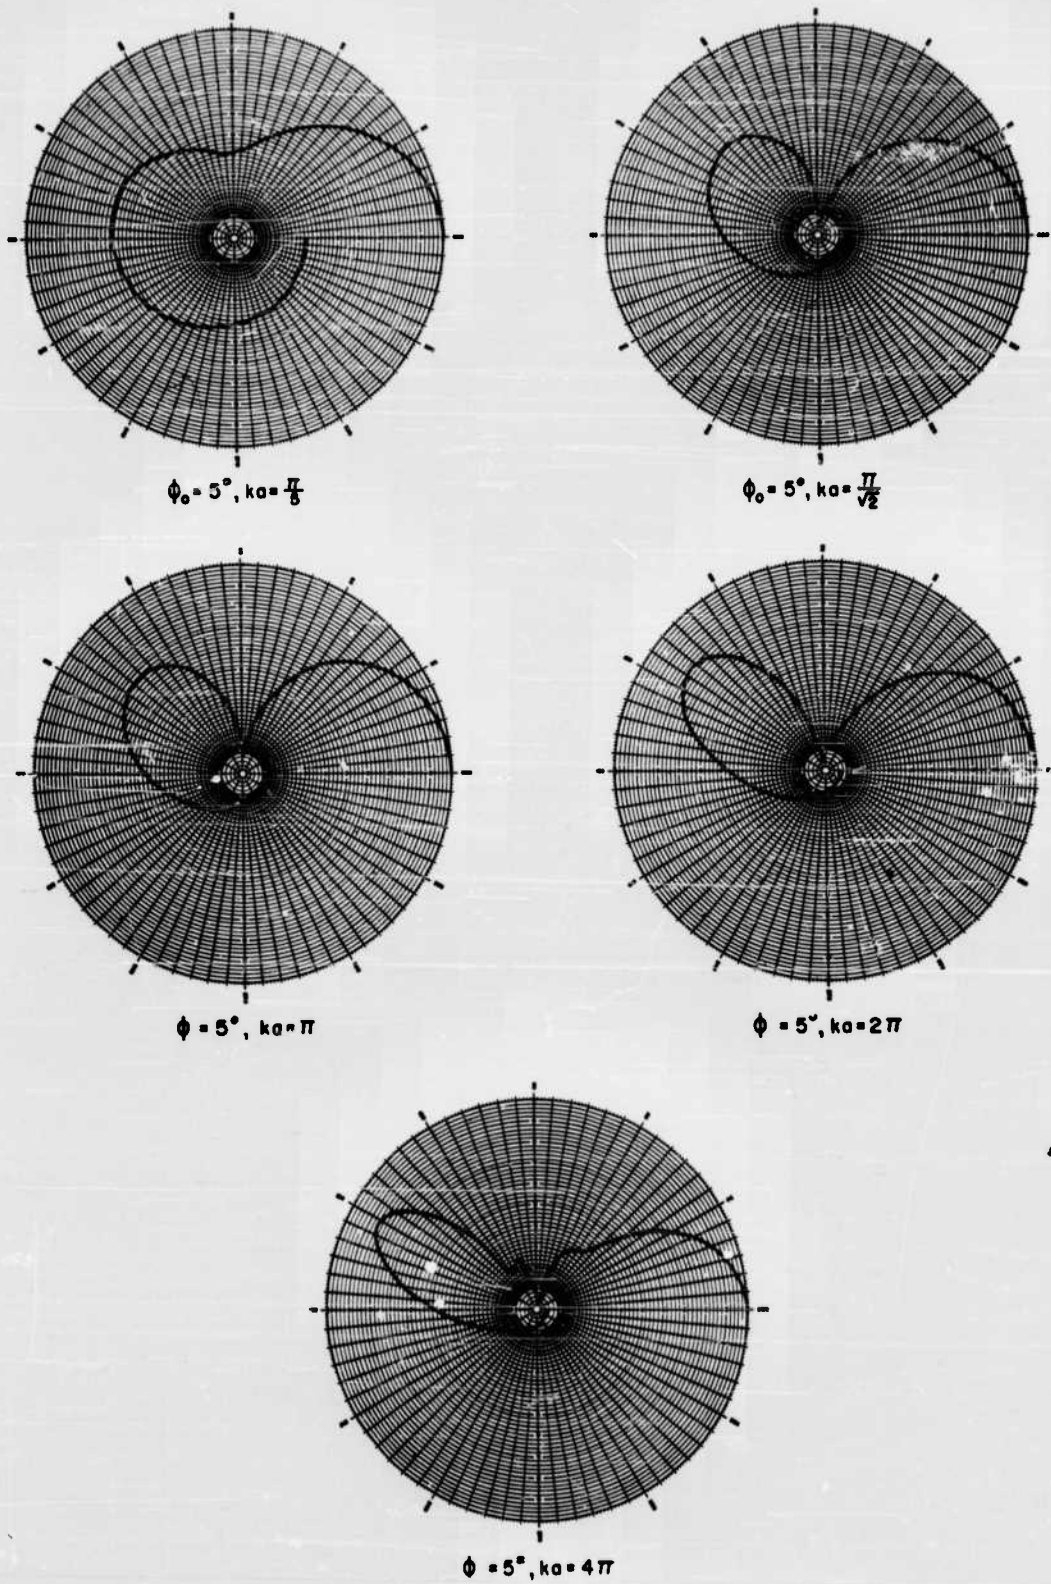 ϕ₀ = 5°, ka = π/5
ϕ₀ = 5°, ka = π/√2
ϕ = 5°, ka = π
ϕ = 5°, ka = 2π
ϕ = 5°, ka = 4π